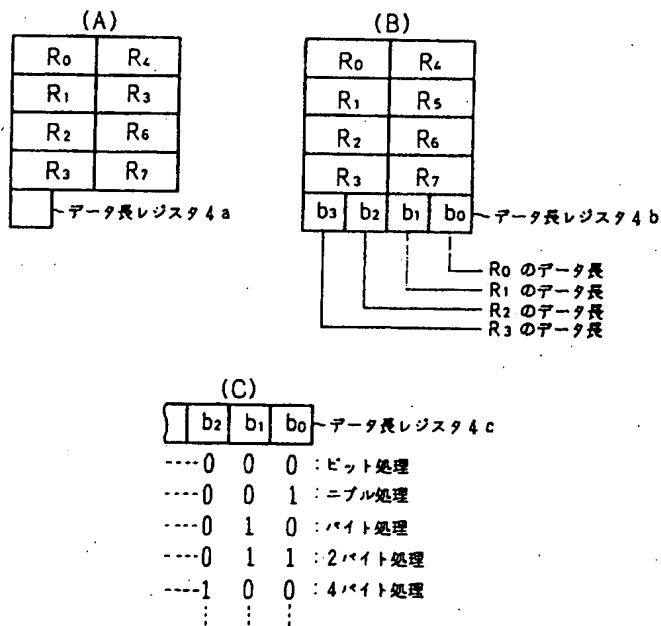 (A)
R0 R4
R1 R3
R2 R6
R3 R7
データ長レジスタ4a
(B)
R0 R4
R1 R5
R2 R6
R3 R7
b3 b2 b1 b0 データ長レジスタ4b
R0 のデータ長
R1 のデータ長
R2 のデータ長
R3 のデータ長
(C)
b2 b1 b0 データ長レジスタ4c
0 0 0 :ビット処理
0 0 1 :ニブル処理
0 1 0 :バイト処理
0 1 1 :2バイト処理
1 0 0 :4バイト処理